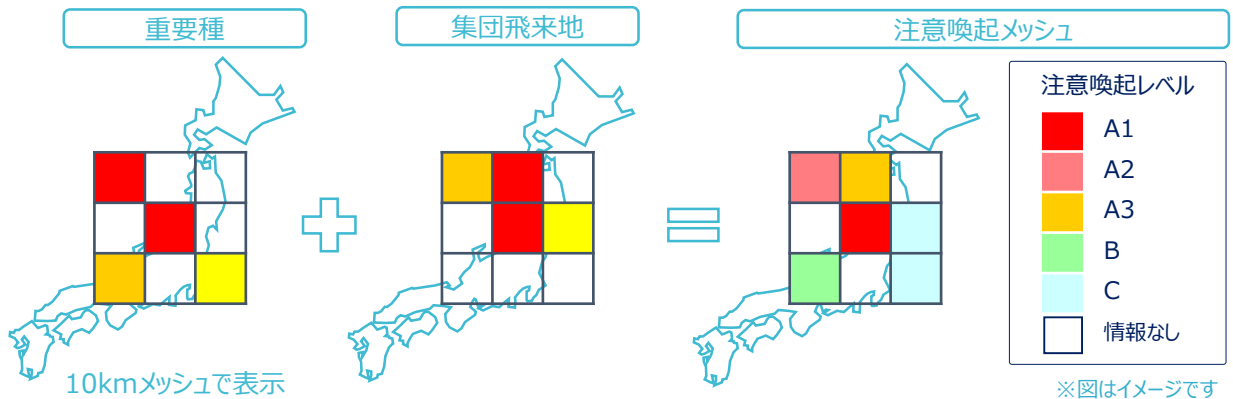 重要種
集団飛来地
注意喚起メッシュ
注意喚起レベル
A1
A2
A3
B
C
情報なし
10kmメッシュで表示
※図はイメージです